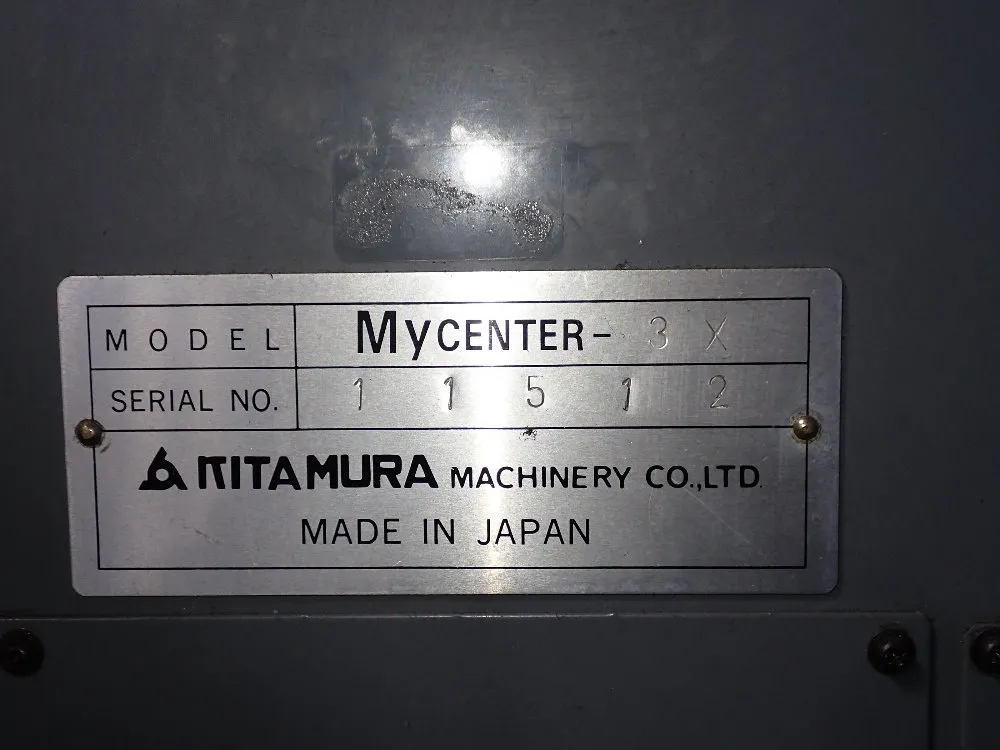 MODEL MyCENTER- 3X
SERIAL NO. 11512
KITAMURA MACHINERY CO.,LTD.
MADE IN JAPAN